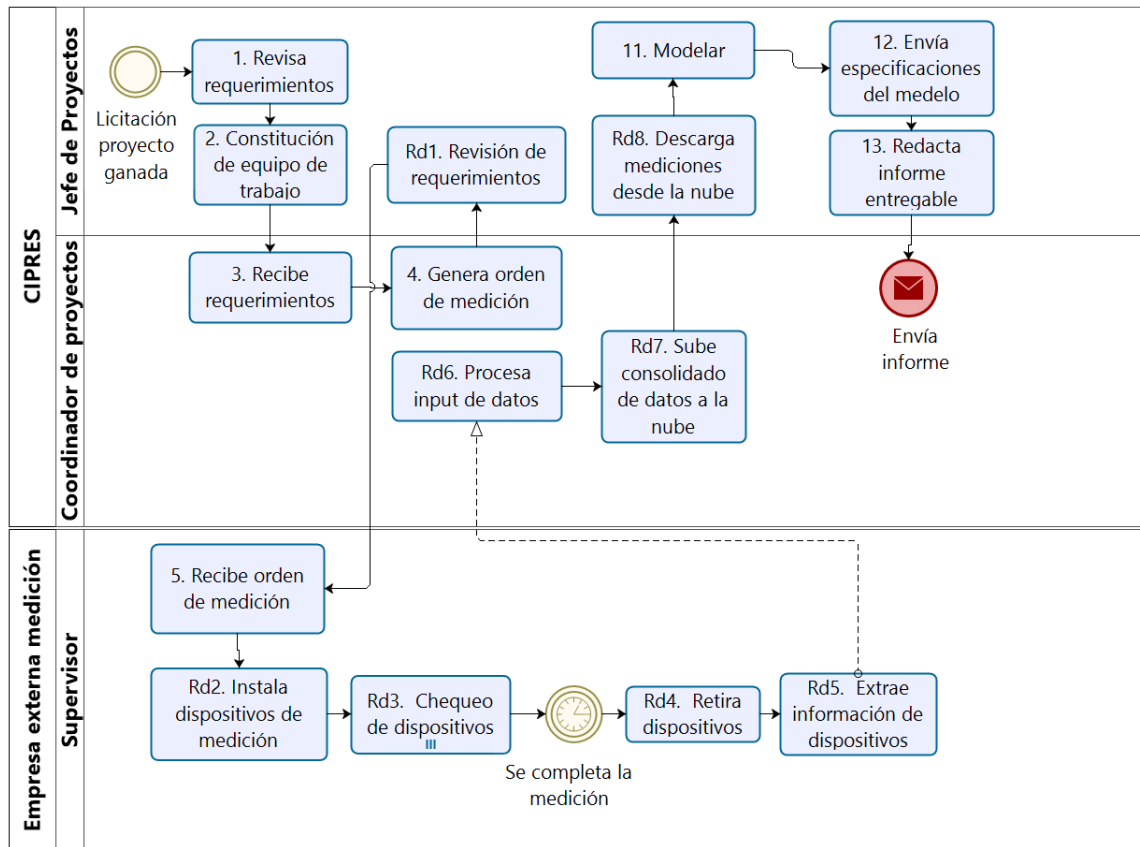 CIPRES
Jefe de Proyectos
Licitación
proyecto
ganada
1. Revisa
requerimientos
2. Constitución
de equipo de
trabajo
Rd1. Revisión de
requerimientos
11. Modelar
Rd8. Descarga
mediciones
desde la nube
12. Envía
especificaciones
del medelo
13. Redacta
informe
entregable
Coordinador de proyectos
3. Recibe
requerimientos
4. Genera orden
de medición
Rd6. Procesa
input de datos
Rd7. Sube
consolidado
de datos a la
nube
Envía
informe
Empresa externa medición
Supervisor
5. Recibe orden
de medición
Rd2. Instala
dispositivos de
medición
Rd3. Chequeo
de dispositivos
Se completa la
medición
Rd4. Retira
dispositivos
Rd5. Extrae
información de
dispositivos